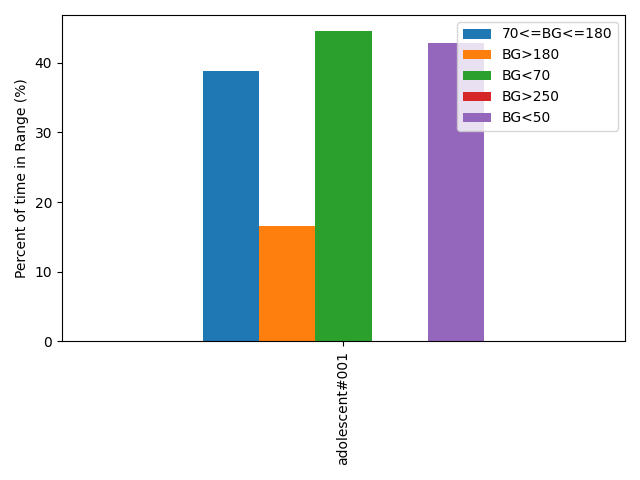 70<=BG<=180
BG>180
BG<70
BG>250
BG<50
Percent of time in Range (%)
40
30
20
10
0
adolescent#001